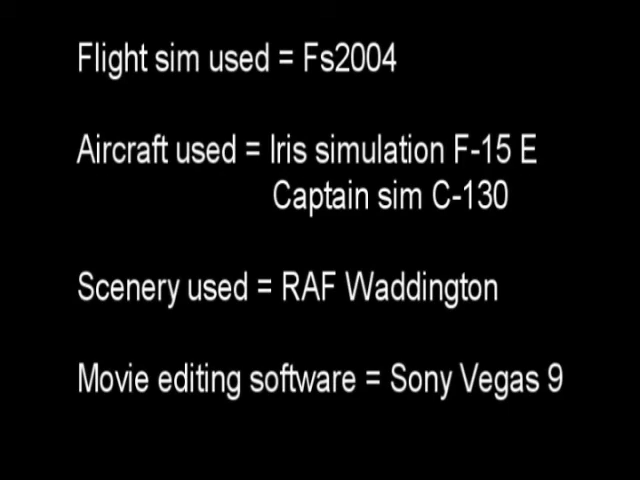 Flight sim used = Fs2004
Aircraft used = Iris simulation F-15 E
Captain sim C-130
Scenery used = RAF Waddington
Movie editing software = Sony Vegas 9